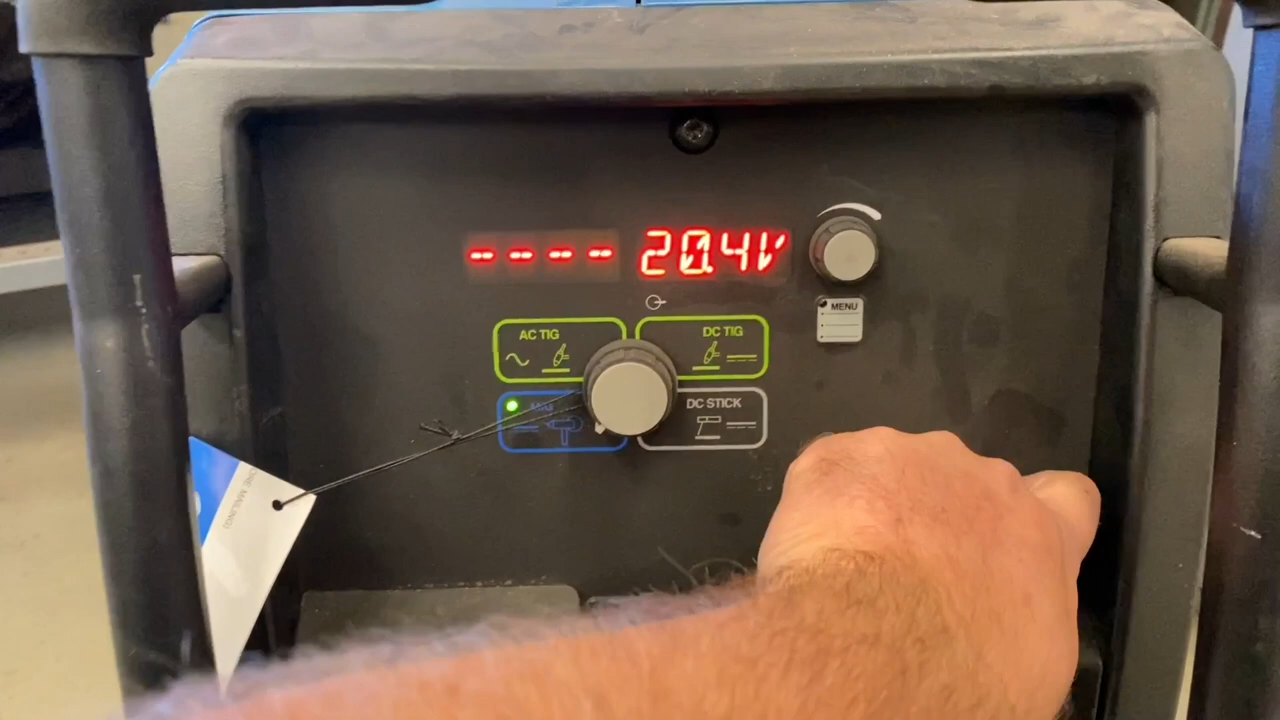 - - - - 20.4V
AC TIG
DC TIG
MIG
DC STICK
MENU